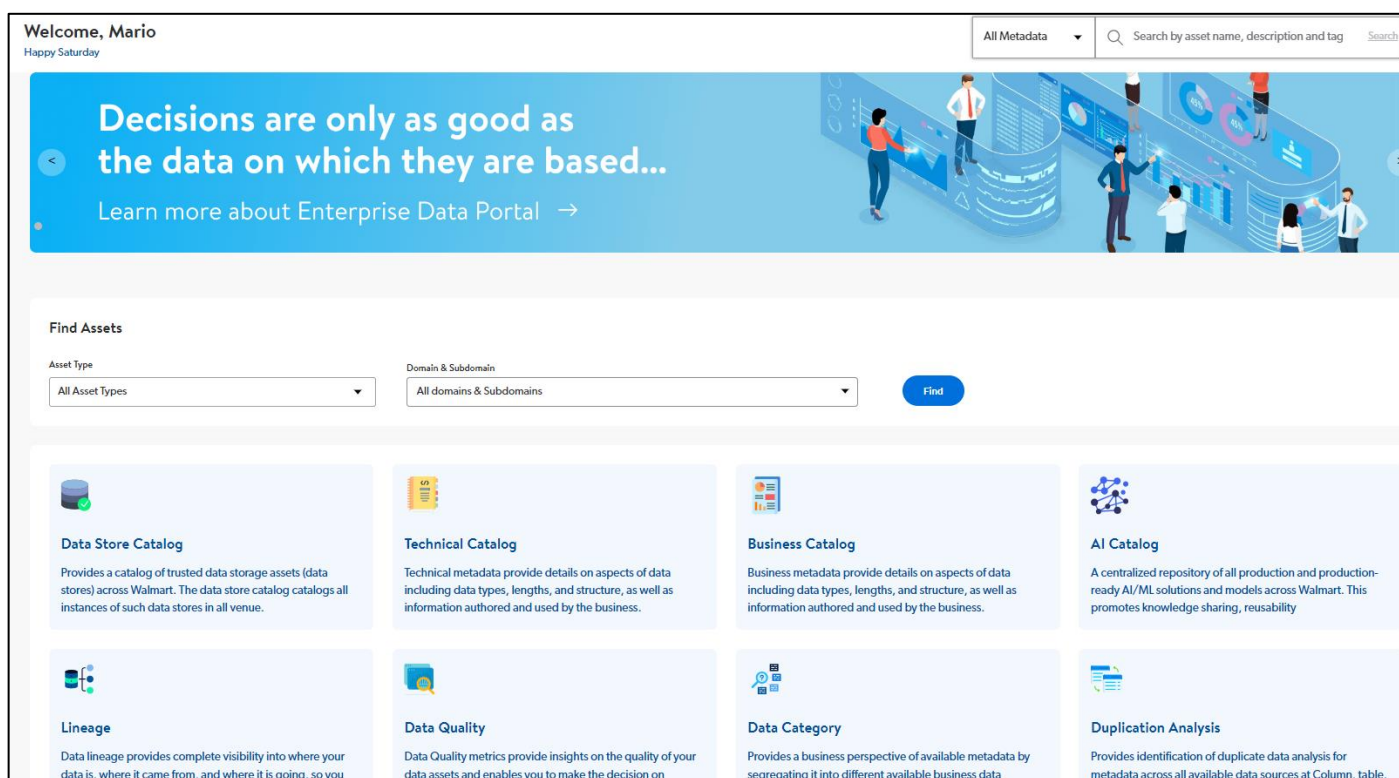 Welcome, Mario
Happy Saturday
All Metadata
Search by asset name, description and tag
Search
Decisions are only as good as
the data on which they are based...
<
Learn more about Enterprise Data Portal →
45%
45%
Find Assets
Asset Type
Domain & Subdomain
All Asset Types
All domains & Subdomains
Find
Data Store Catalog
Provides a catalog of trusted data storage assets (data
stores) across Walmart. The data store catalog catalogs all
instances of such data stores in all venue.
Technical Catalog
Technical metadata provide details on aspects of data
including data types, lengths, and structure, as well as
information authored and used by the business.
Business Catalog
Business metadata provide details on aspects of data
including data types, lengths, and structure, as well as
information authored and used by the business.
AI Catalog
A centralized repository of all production and production-
ready AI/ML solutions and models across Walmart. This
promotes knowledge sharing, reusability
Lineage
Data lineage provides complete visibility into where your
data is, where it came from, and where it is going, so you
Data Quality
Data Quality metrics provide insights on the quality of your
data assets and enables you to make the decision on
Data Category
Provides a business perspective of available metadata by
segregating it into different available business data
Duplication Analysis
Provides identification of duplicate data analysis for
metadata across all available data sources at Column, table,